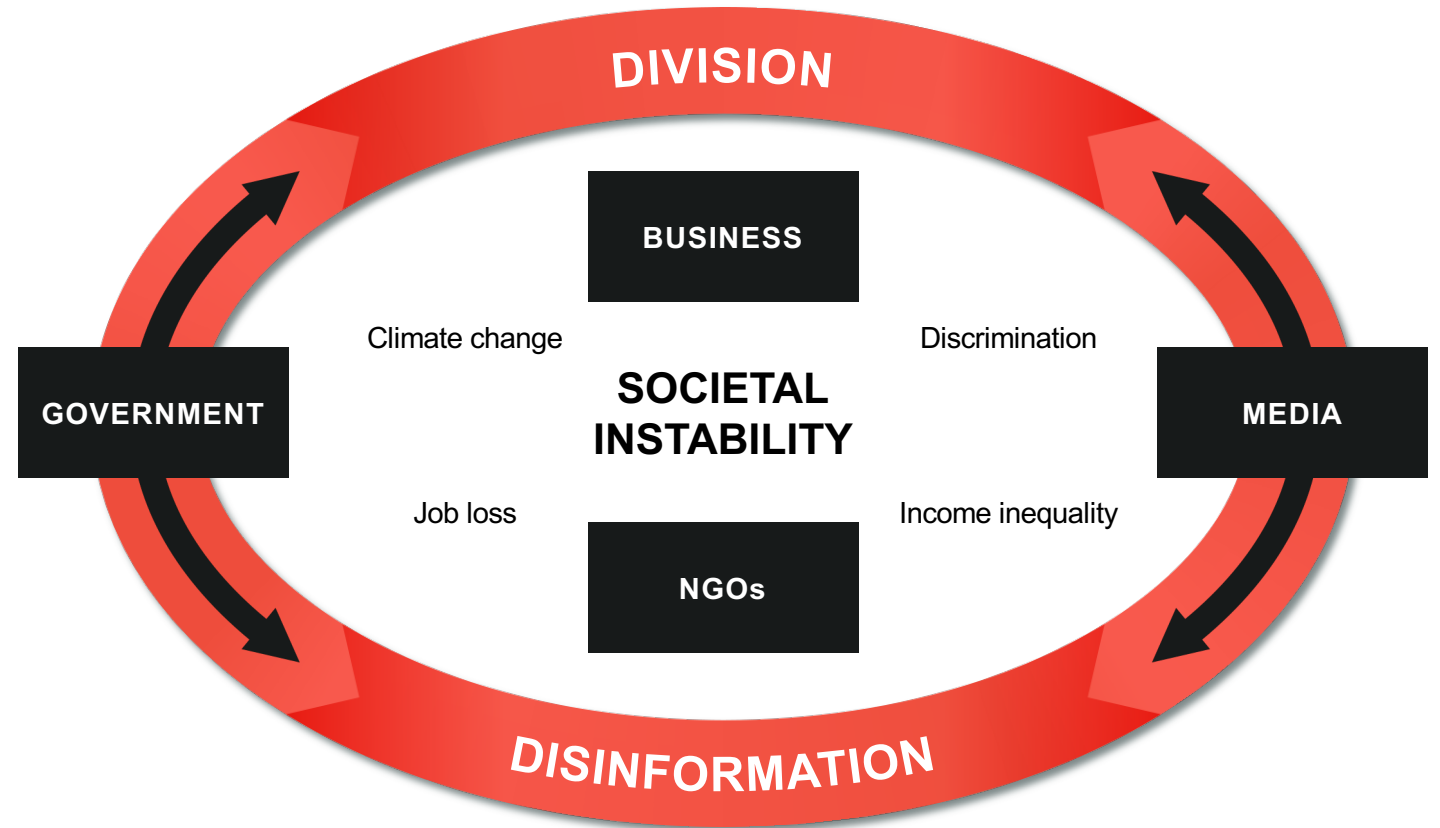 DIVISION
BUSINESS
Climate change
Discrimination
SOCIETAL
INSTABILITY
GOVERNMENT
MEDIA
Job loss
Income inequality
NGOs
DISINFORMATION